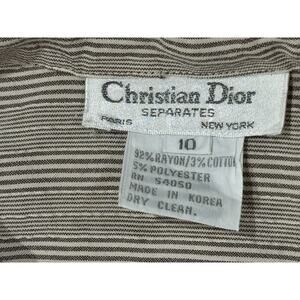 Christian Dior
SEPARATES
PARIS NEW YORK
10
92% RAYON/3% COTTON
5% POLYESTER
RN 54050
MADE IN KOREA
DRY CLEAN.